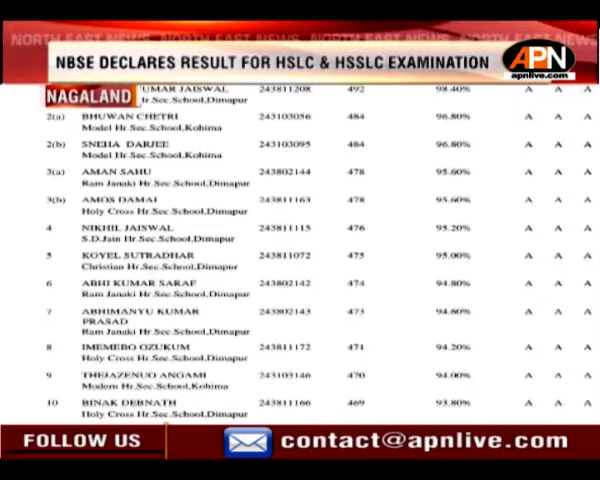 NORTH EAST NEWS NORTH EAST NEWS NORTH EAST NEWS
NBSE DECLARES RESULT FOR HSLC & HSSLC EXAMINATION
APN
apnlive.com
NAGALAND
UMAR JAISWAL 243811208 492 98.40% A A A
Hr.Sec.School,Dimapur
2(a) BHUWAN CHETRI 243103056 484 96.80% A A A
Model Hr.Sec.School,Kohima
2(b) SNEHA DARJEE 243103095 484 96.80% A A A
Model Hr.Sec.School,Kohima
3(a) AMAN SAHU 243802144 478 95.60% A A A
Ram Janaki Hr.Sec.School,Dimapur
3(b) AMOS DAMAI 243811163 478 95.60% A A A
Holy Cross Hr.Sec.School,Dimapur
4 NIKHIL JAISWAL 243811115 476 95.20% A A A
S.D.Jain Hr.Sec.School,Dimapur
5 KOYEL SUTRADHAR 243811072 475 95.00% A A A
Christian Hr.Sec.School,Dimapur
6 ABHI KUMAR SARAF 243802142 474 94.80% A A A
Ram Janaki Hr.Sec.School,Dimapur
7 ABHIMANYU KUMAR 243802143 473 94.60% A A A
PRASAD
Ram Janaki Hr.Sec.School,Dimapur
8 IMEMEBO OZUKUM 243811172 471 94.20% A A A
Holy Cross Hr.Sec.School,Dimapur
9 THEJAZENUO ANGAMI 243103146 470 94.00% A A A
Modern Hr.Sec.School,Kohima
10 BINAK DEBNATH 243811166 469 93.80% A A A
Holy Cross Hr.Sec.School,Dimapur
FOLLOW US contact@apnlive.com